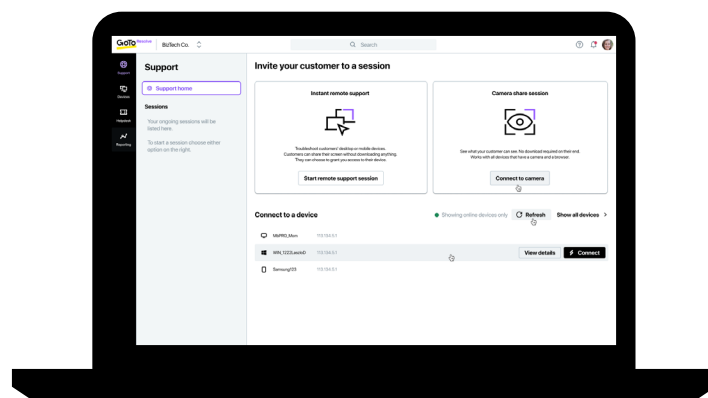 GoTo Resolve
BizTech Co.
Search
Support
Devices
Helpdesk
Reporting
Support
Support home
Sessions
Your ongoing sessions will be
listed here.
To start a session choose either
option on the right.
Invite your customer to a session
Instant remote support
Troubleshoot customers' desktop or mobile devices.
Customers can share their screen without downloading anything.
They can choose to grant you access to their device.
Start remote support session
Camera share session
See what your customer can see. No download required on their end.
Works with all devices that have a camera and a browser.
Connect to camera
Connect to a device
Showing online devices only
Refresh
Show all devices
View details
Connect
Samsung123